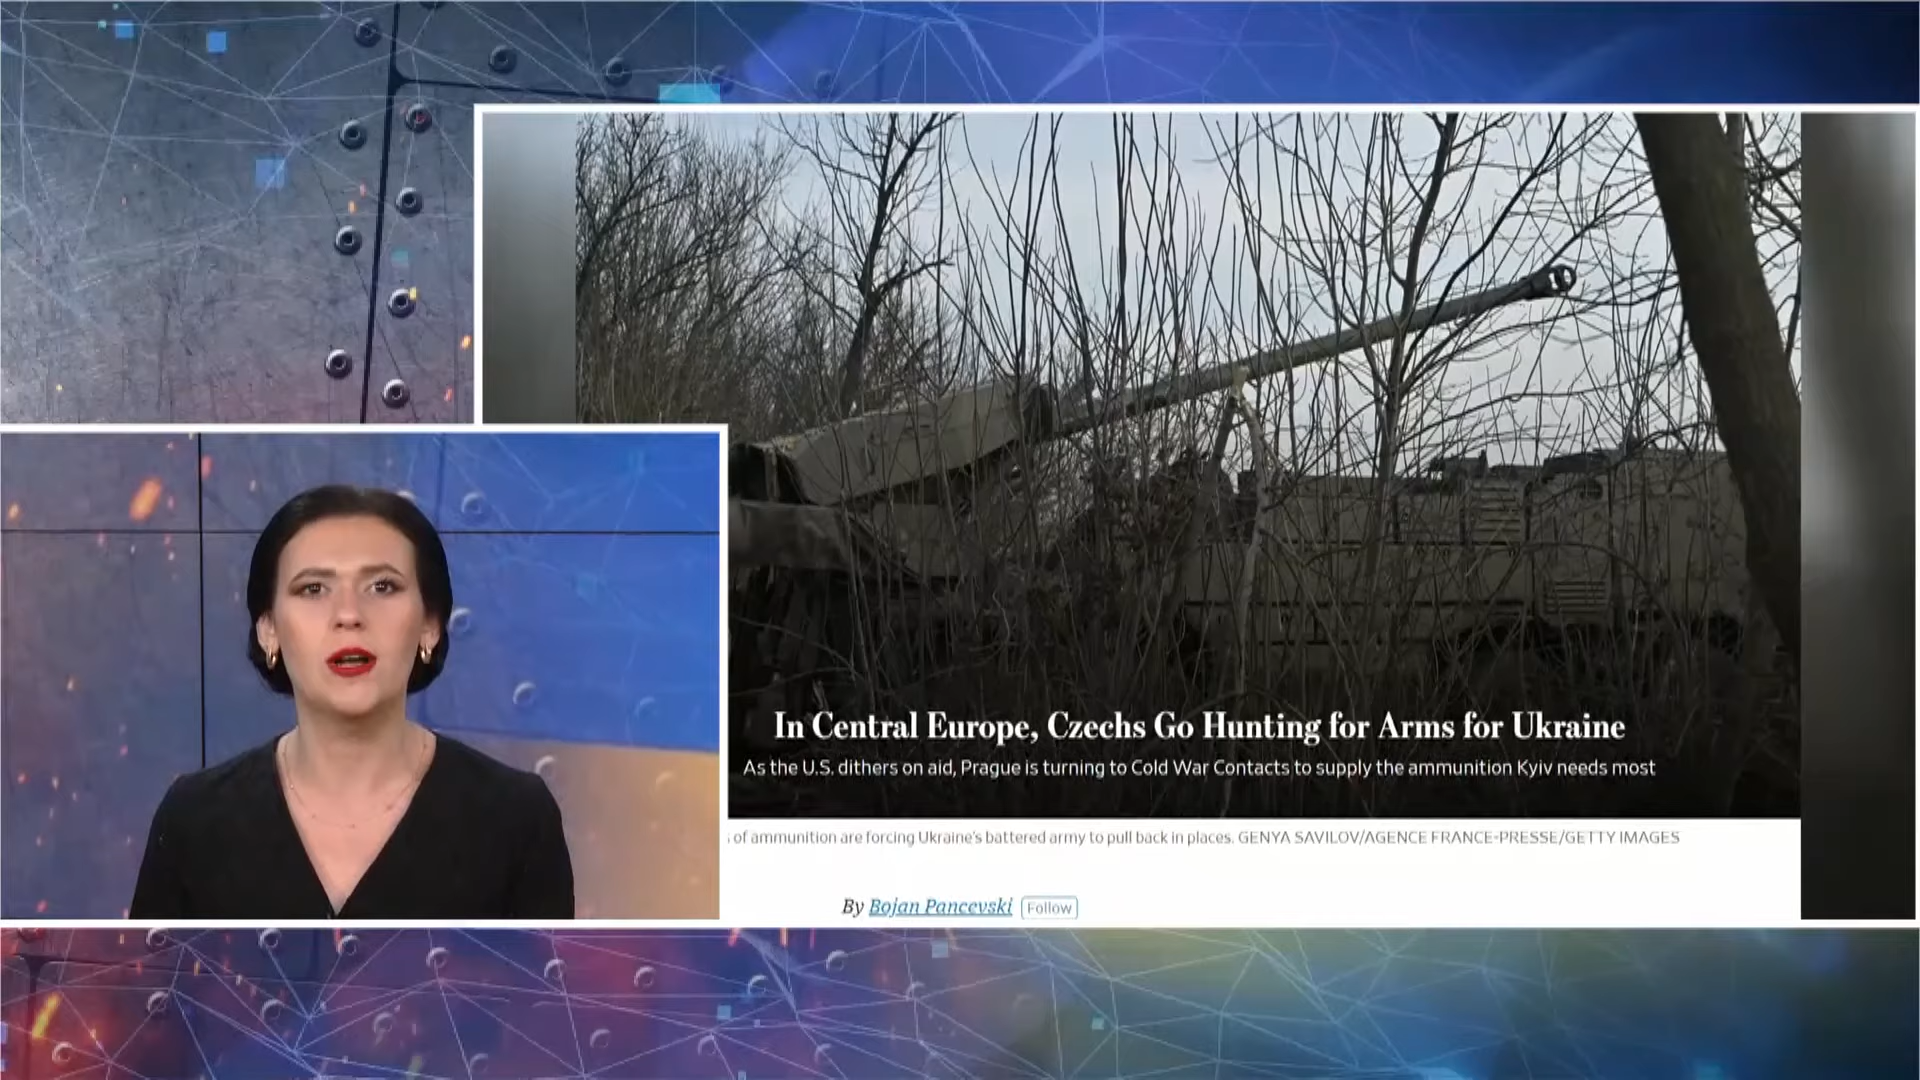 In Central Europe, Czechs Go Hunting for Arms for Ukraine
As the U.S. dithers on aid, Prague is turning to Cold War Contacts to supply the ammunition Kyiv needs most
of ammunition are forcing Ukraine's battered army to pull back in places. GENYA SAVILOV/AGENCE FRANCE-PRESSE/GETTY IMAGES
By Bojan Pancevski Follow